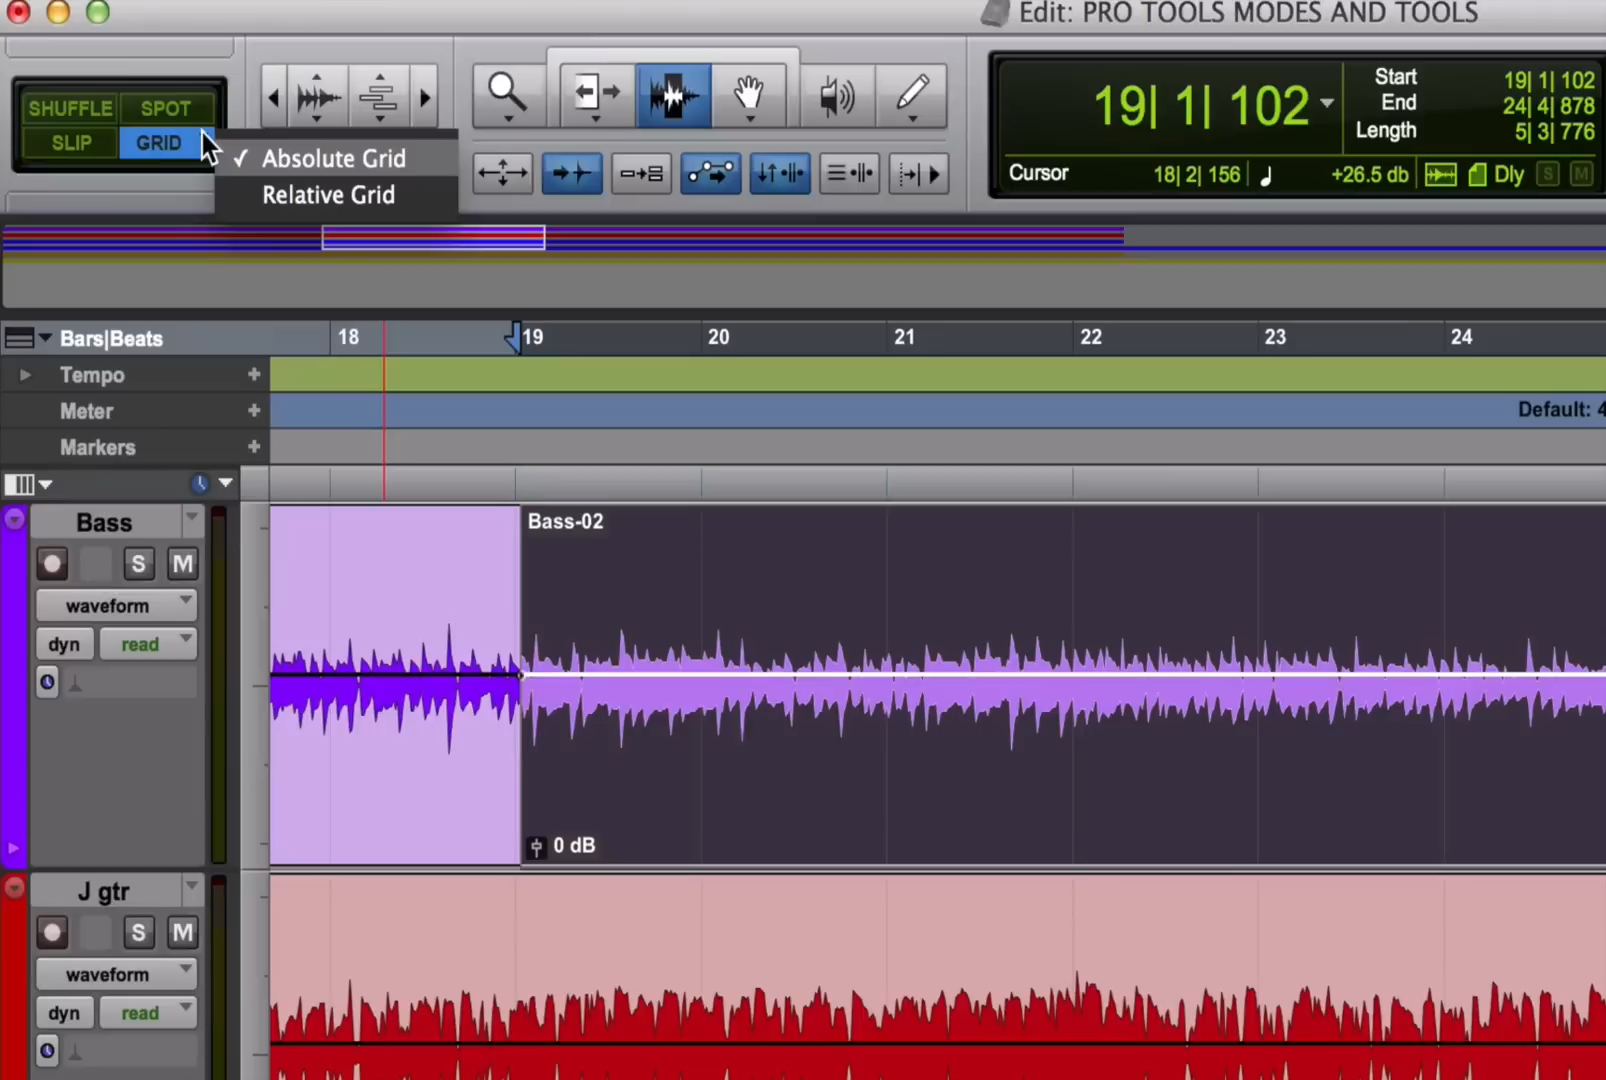 Edit: PRO TOOLS MODES AND TOOLS
SHUFFLE SPOT
SLIP GRID
✓ Absolute Grid
Relative Grid
19| 1| 102
Start 19| 1| 102
End 24| 4| 878
Length 5| 3| 776
Cursor 18| 2| 156 +26.5 db Dly S M
Bars|Beats 18 19 20 21 22 23 24
Tempo +
Meter + Default: 4
Markers +
Bass
S M
waveform
dyn read
Bass-02
0 dB
J gtr
S M
waveform
dyn read